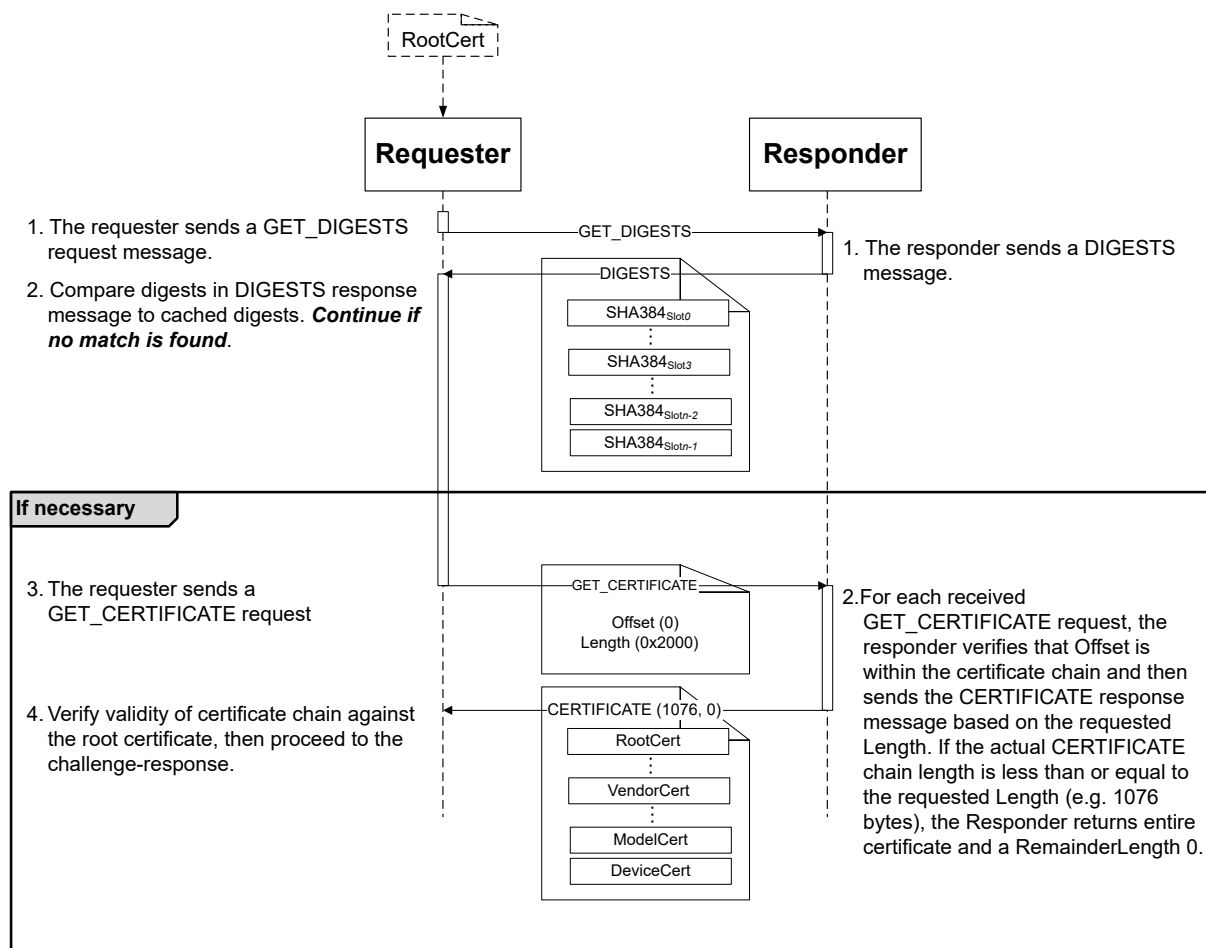 RootCert
Requester
Responder
1. The requester sends a GET_DIGESTS
request message.
GET_DIGESTS
1. The responder sends a DIGESTS
message.
2. Compare digests in DIGESTS response
message to cached digests. Continue if
no match is found.
DIGESTS
SHA384Slot0
SHA384Slot3
SHA384Slotn-2
SHA384Slotn-1
If necessary
3. The requester sends a
GET_CERTIFICATE request
GET_CERTIFICATE
Offset (0)
Length (0x2000)
2.For each received
GET_CERTIFICATE request, the
responder verifies that Offset is
within the certificate chain and then
sends the CERTIFICATE response
message based on the requested
Length. If the actual CERTIFICATE
chain length is less than or equal to
the requested Length (e.g. 1076
bytes), the Responder returns entire
certificate and a RemainderLength 0.
4. Verify validity of certificate chain against
the root certificate, then proceed to the
challenge-response.
CERTIFICATE (1076, 0)
RootCert
VendorCert
ModelCert
DeviceCert